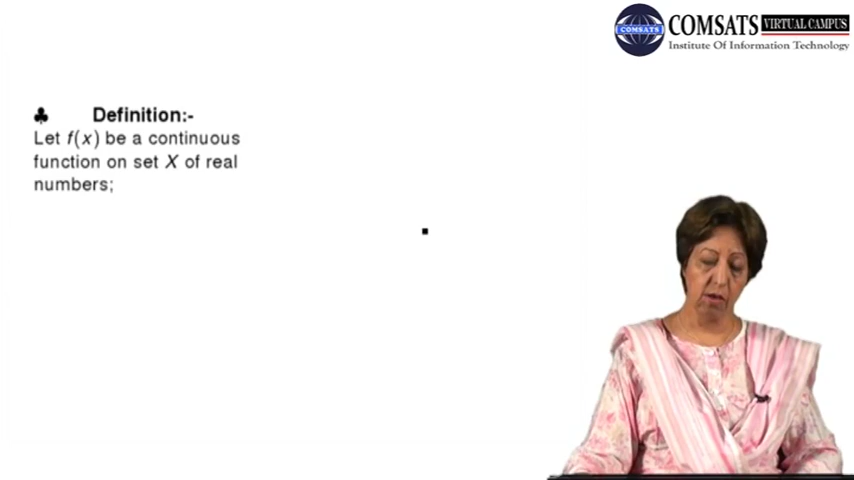 COMSATS
COMSATS VIRTUAL CAMPUS
Institute Of Information Technology
♣ Definition:-
Let f(x) be a continuous
function on set X of real
numbers;